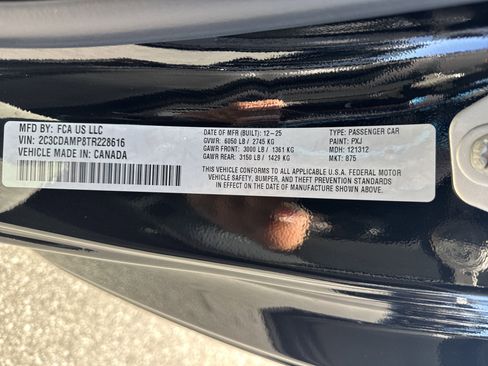 MFD BY: FCA US LLC
VIN: 2C3CDAMP8TR228616
VEHICLE MADE IN: CANADA
DATE OF MFR (BUILT): 12-25
GVWR: 6050 LB / 2745 KG
GAWR FRONT: 3000 LB / 1361 KG
GAWR REAR: 3150 LB / 1429 KG
TYPE: PASSENGER CAR
PAINT: PXJ
MDH: 121312
MKT: 875
THIS VEHICLE CONFORMS TO ALL APPLICABLE U.S.A. FEDERAL MOTOR
VEHICLE SAFETY, BUMPER, AND THEFT PREVENTION STANDARDS
IN EFFECT ON THE DATE OF MANUFACTURE SHOWN ABOVE.